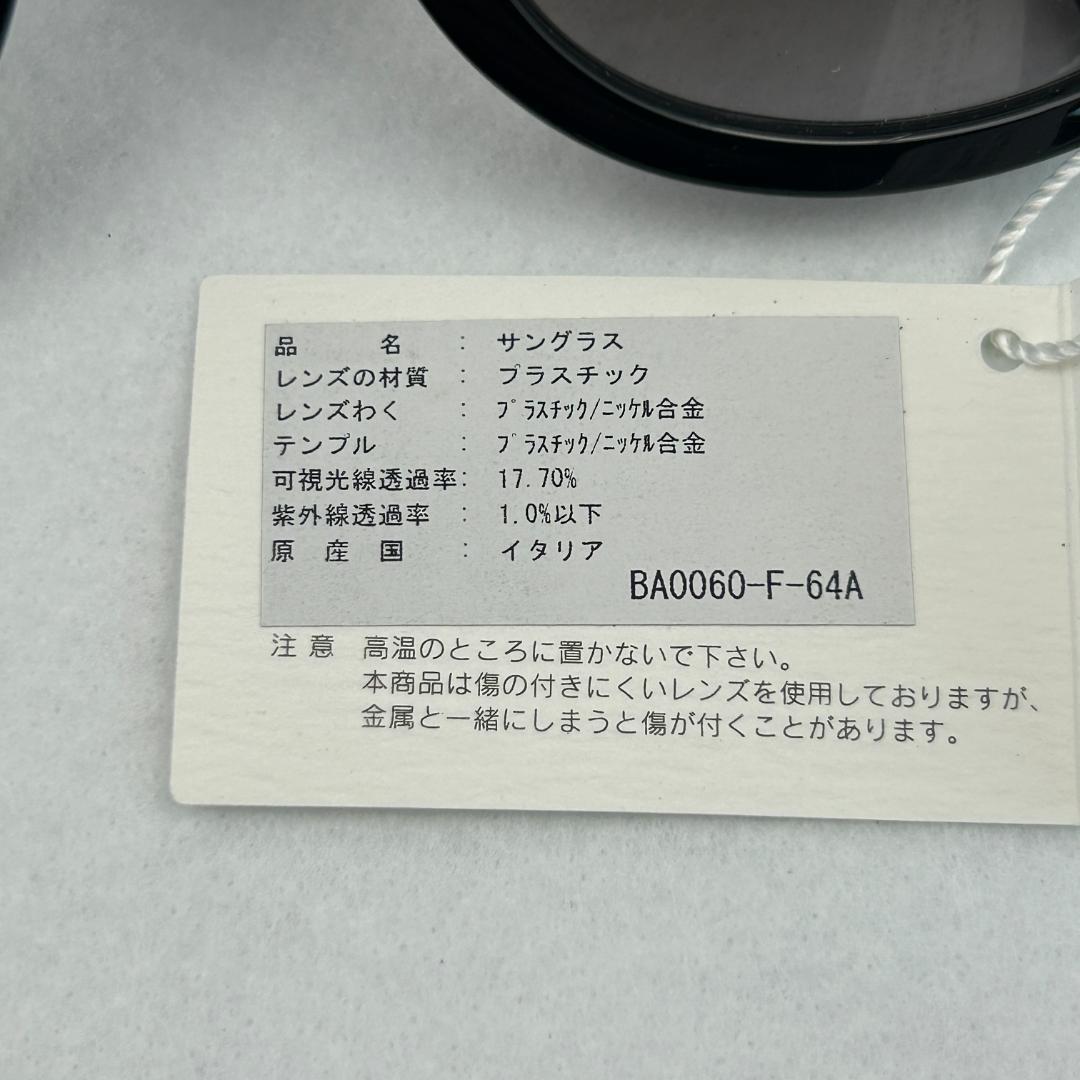 品　名 : サングラス
レンズの材質 : プラスチック
レンズわく : ﾌﾟﾗｽﾁｯｸ/ﾆｯｹﾙ合金
テンプル : ﾌﾟﾗｽﾁｯｸ/ﾆｯｹﾙ合金
可視光線透過率: 17.70%
紫外線透過率 : 1.0%以下
原　産　国 : イタリア
BA0060-F-64A
注 意 高温のところに置かないで下さい。
本商品は傷の付きにくいレンズを使用しておりますが、
金属と一緒にしまうと傷が付くことがあります。